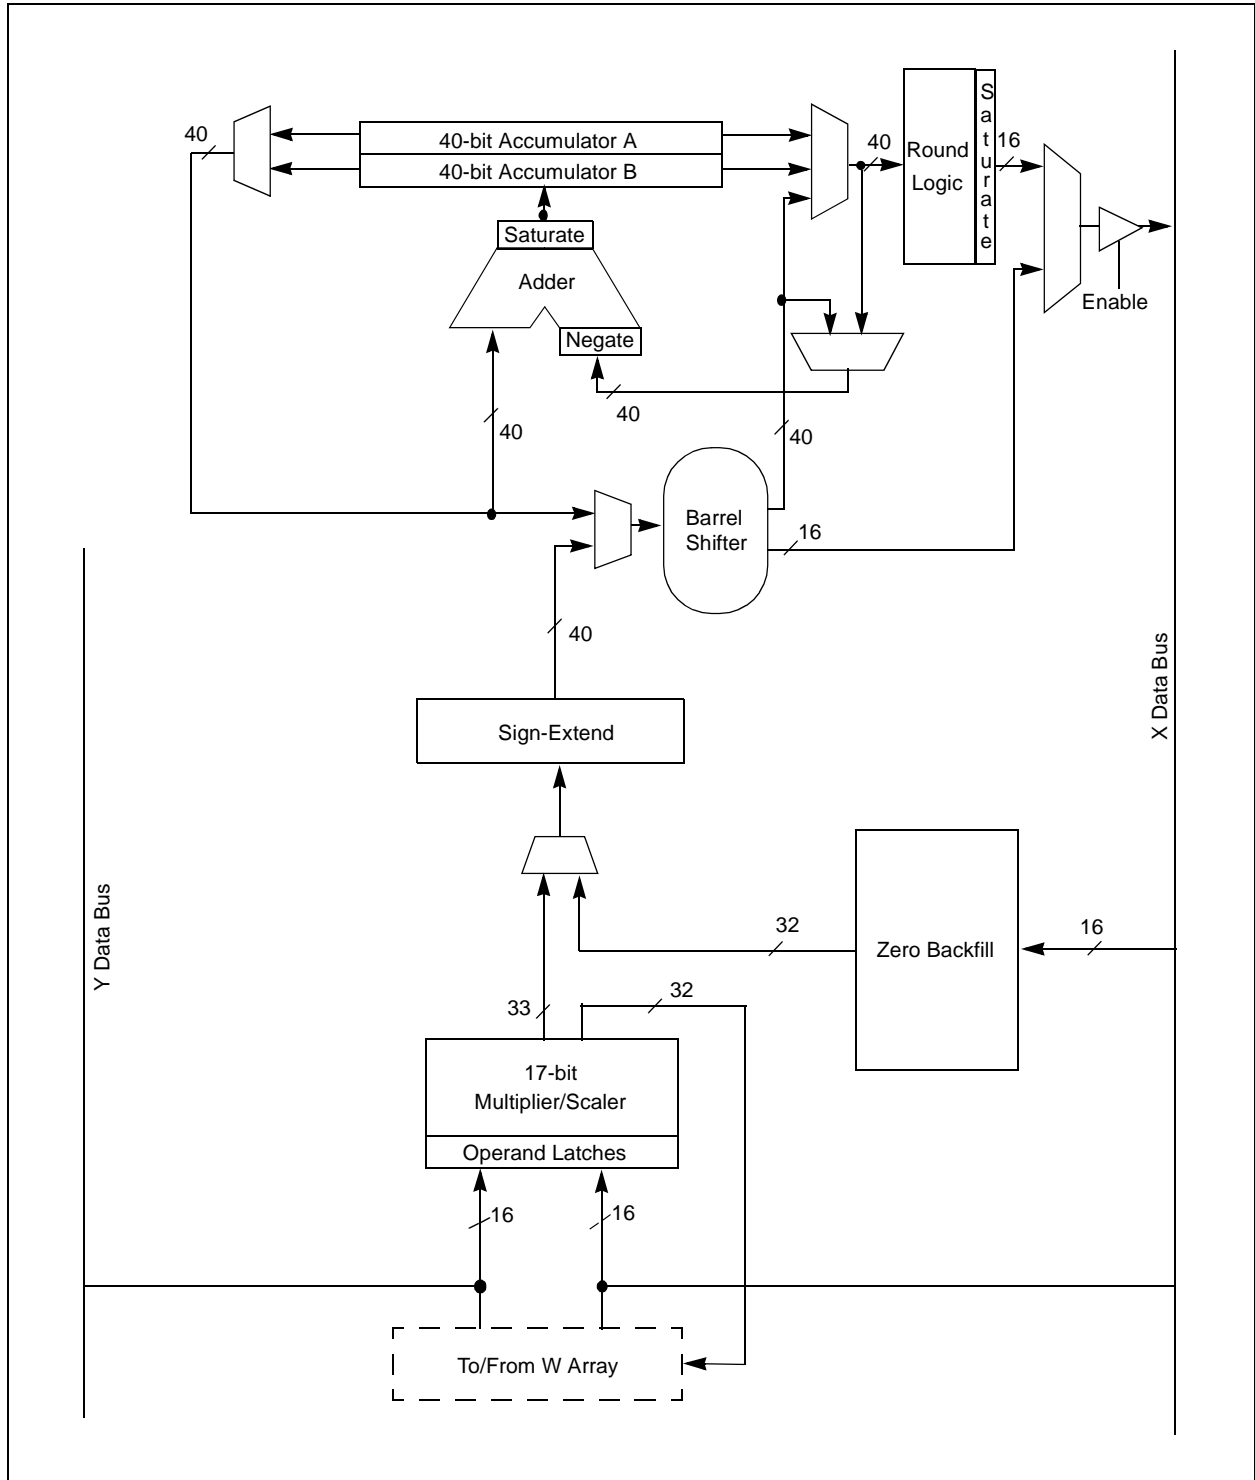 40
40-bit Accumulator A
40-bit Accumulator B
40
Round
Logic
Saturate
16
Saturate
Adder
Negate
Enable
40
40
40
Barrel
Shifter
16
40
X Data Bus
Sign-Extend
Y Data Bus
32
Zero Backfill
16
33
32
17-bit
Multiplier/Scaler
Operand Latches
16
16
To/From W Array